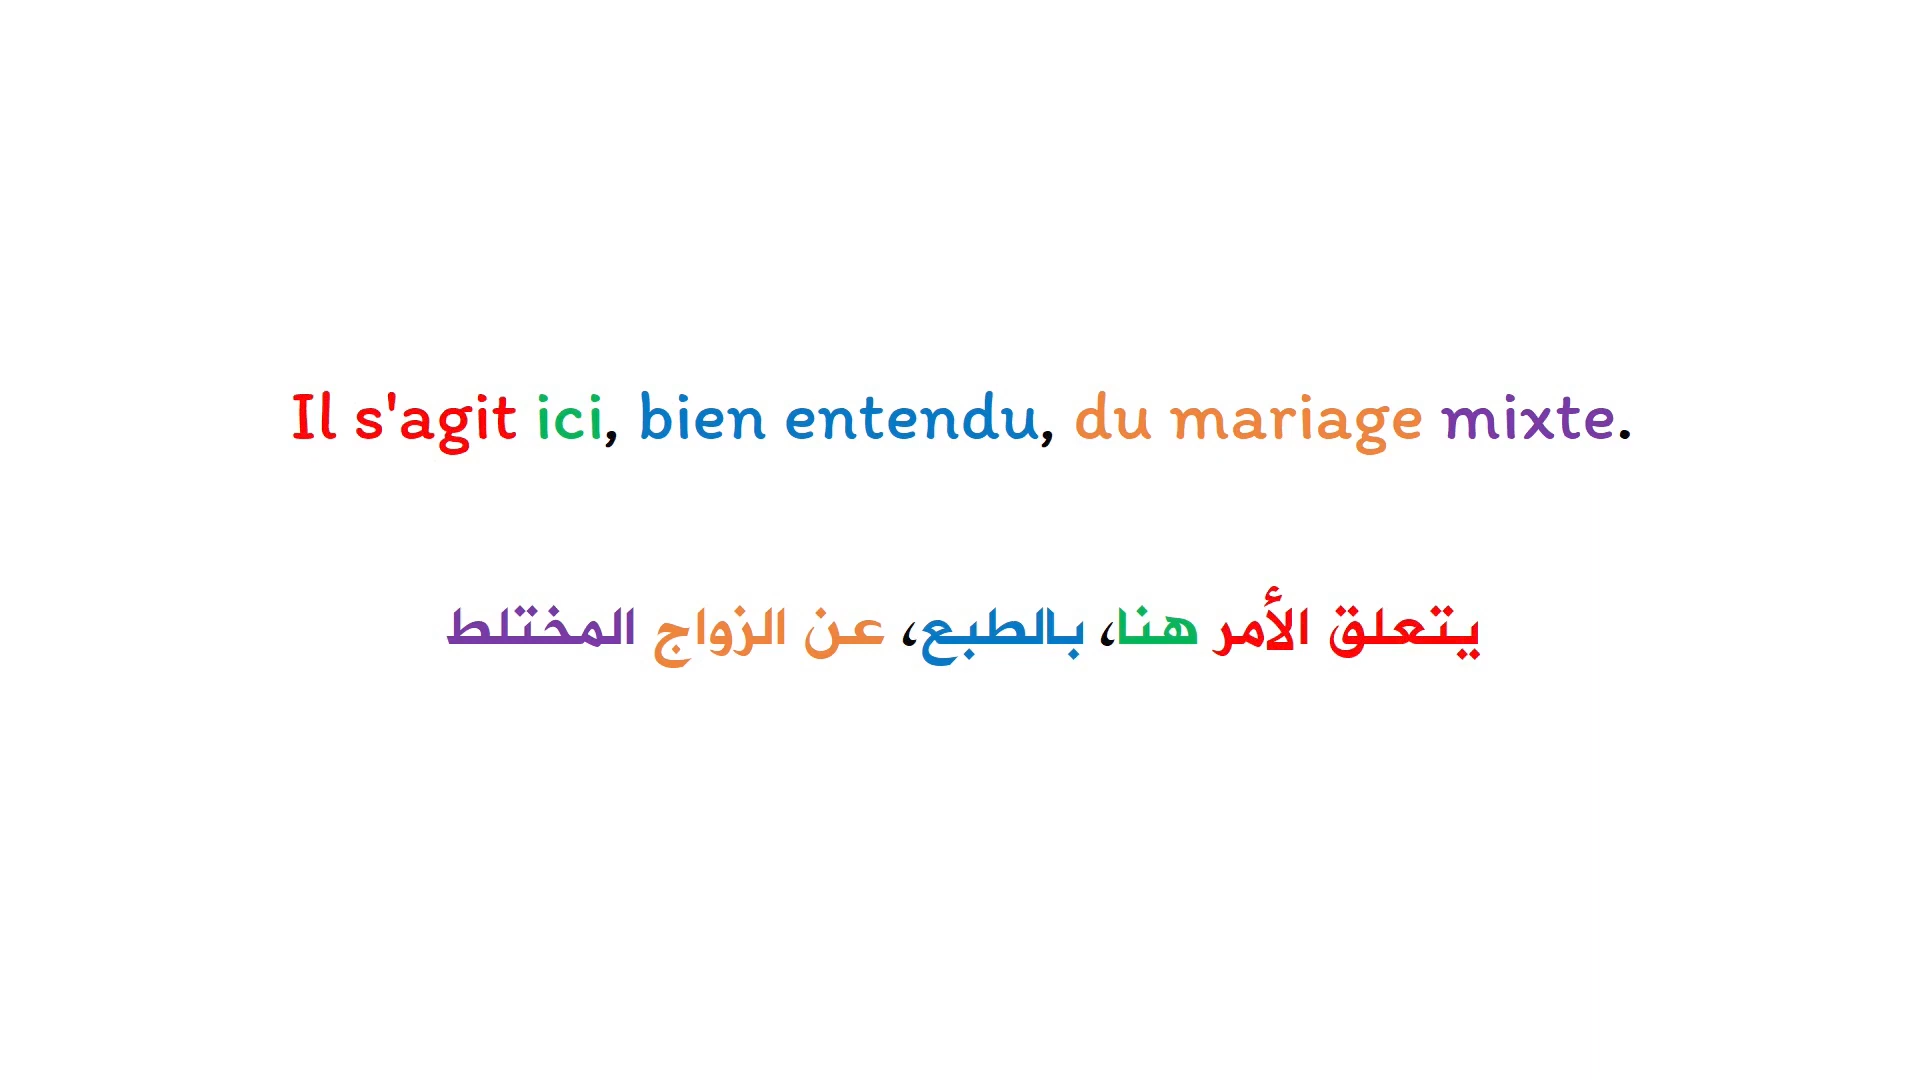 Il s'agit ici, bien entendu, du mariage mixte.
يتعلق الأمر هنا، بالطبع، عن الزواج المختلط